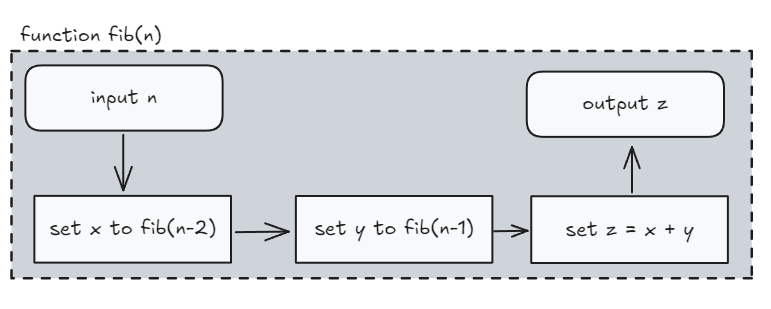 function fib(n)
input n
output z
set x to fib(n-2)
set y to fib(n-1)
set z = x + y